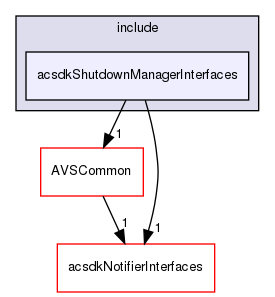 include
acsdkShutdownManagerInterfaces
1
AVSCommon
1
1
acsdkNotifierInterfaces